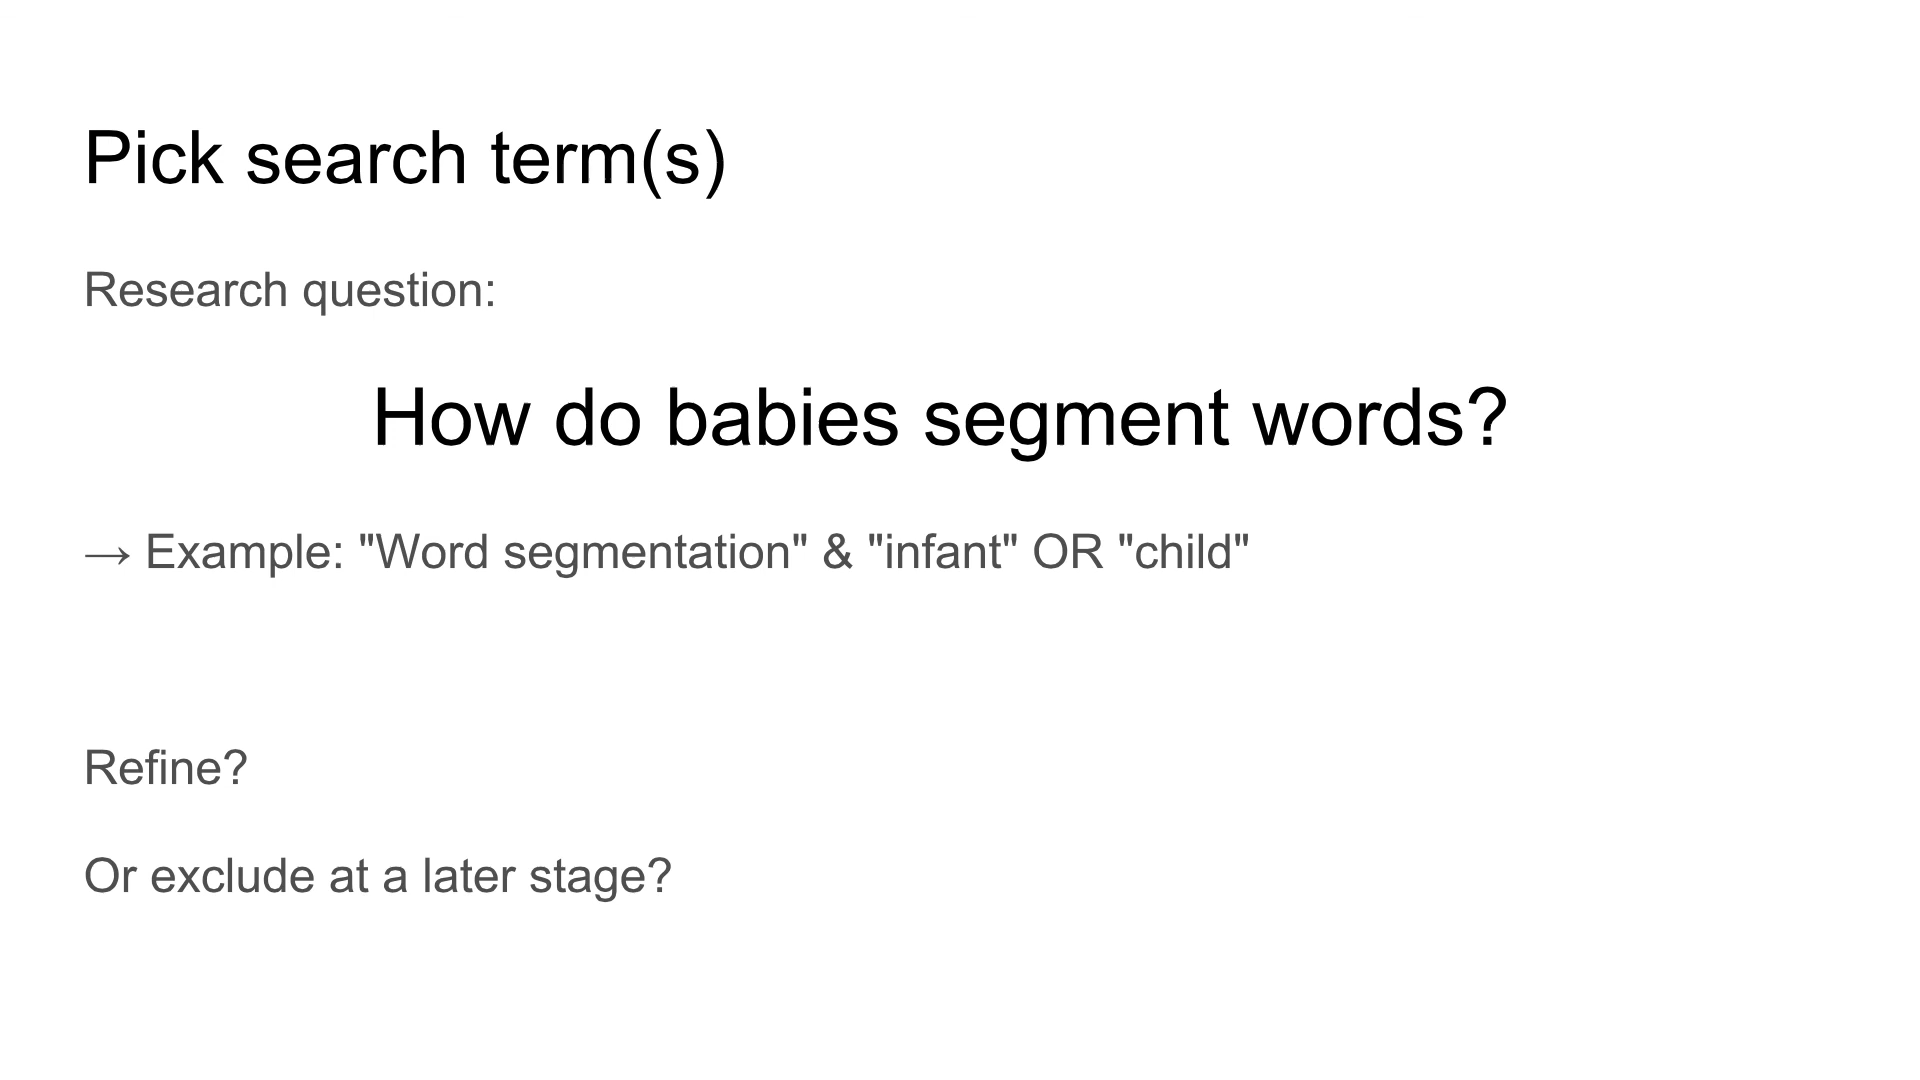 Pick search term(s)
Research question:
How do babies segment words?
→ Example: "Word segmentation" & "infant" OR "child"
Refine?
Or exclude at a later stage?